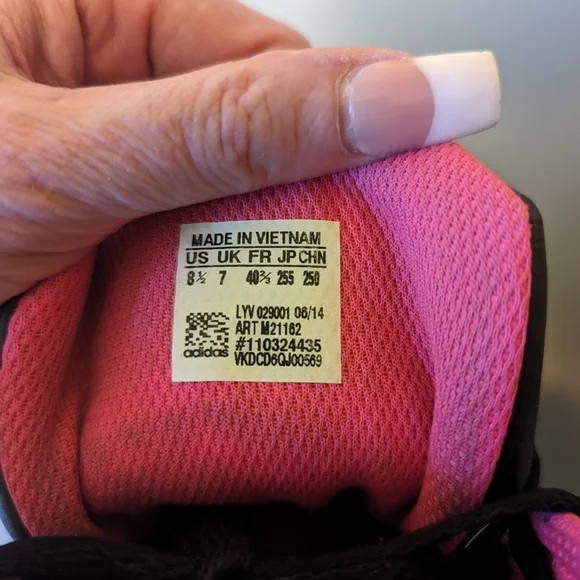 MADE IN VIETNAM
US UK FR JP CHN
8½ 7 40⅔ 255 250
LYV 029001 06/14
ART M21162
#110324435
adidas VKDCD6QJ00569